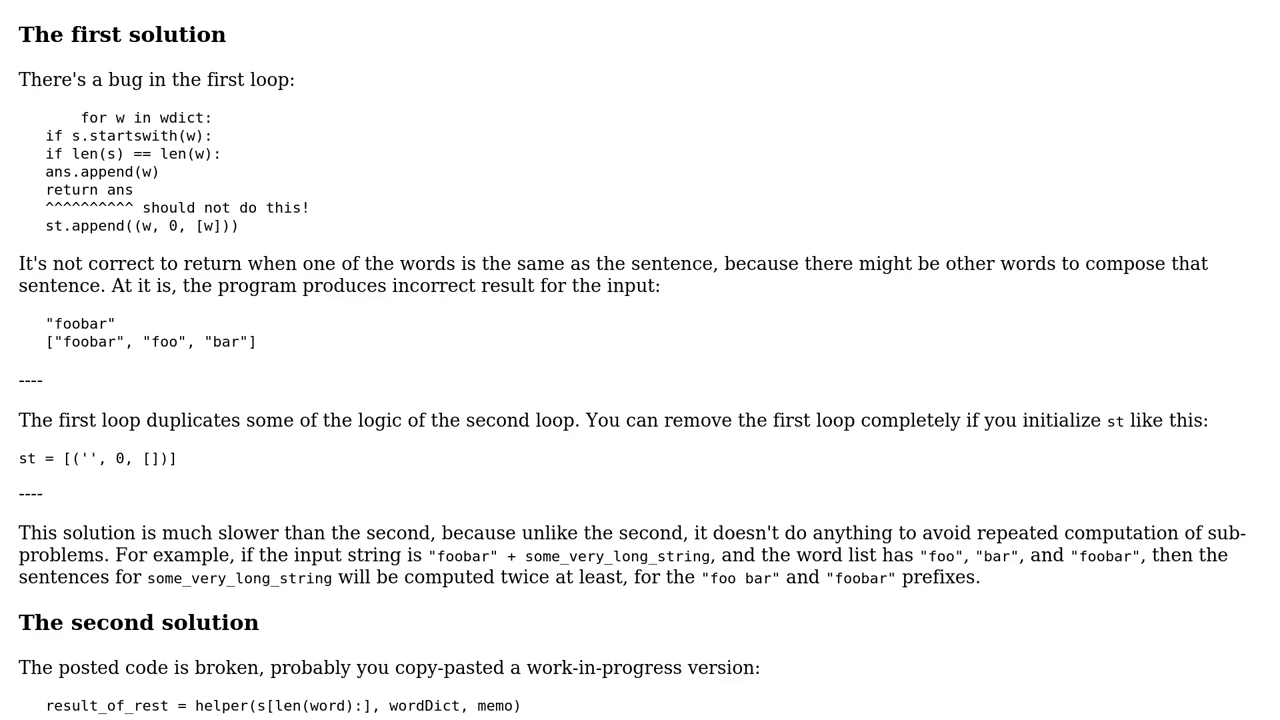 The first solution
There's a bug in the first loop:
for w in wdict:
if s.startswith(w):
if len(s) == len(w):
ans.append(w)
return ans
^^^^^^^^^^ should not do this!
st.append((w, 0, [w]))
It's not correct to return when one of the words is the same as the sentence, because there might be other words to compose that
sentence. At it is, the program produces incorrect result for the input:
"foobar"
["foobar", "foo", "bar"]
----
The first loop duplicates some of the logic of the second loop. You can remove the first loop completely if you initialize st like this:
st = [('', 0, [])]
----
This solution is much slower than the second, because unlike the second, it doesn't do anything to avoid repeated computation of sub-
problems. For example, if the input string is "foobar" + some_very_long_string, and the word list has "foo", "bar", and "foobar", then the
sentences for some_very_long_string will be computed twice at least, for the "foo bar" and "foobar" prefixes.
The second solution
The posted code is broken, probably you copy-pasted a work-in-progress version:
result_of_rest = helper(s[len(word):], wordDict, memo)